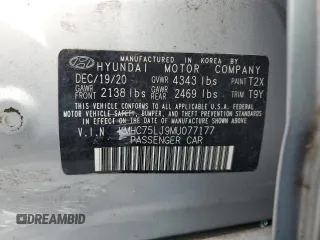 MANUFACTURED IN KOREA BY
HYUNDAI MOTOR COMPANY
DEC/19/20 GVWR 4343 lbs PAINT T2X
GAWR FRONT 2138 lbs GAWR REAR 2469 lbs TRIM T9Y
THIS VEHICLE CONFORMS TO ALL APPLICABLE
FEDERAL MOTOR VEHICLE SAFETY, BUMPER
AND THEFT PREVENTION STANDARDS
IN EFFECT ON THE DATE OF
MANUFACTURE SHOWN ABOVE.
V.I.N KMHC75LJ9MU077177
PASSENGER CAR
©AUTOBIDMASTER